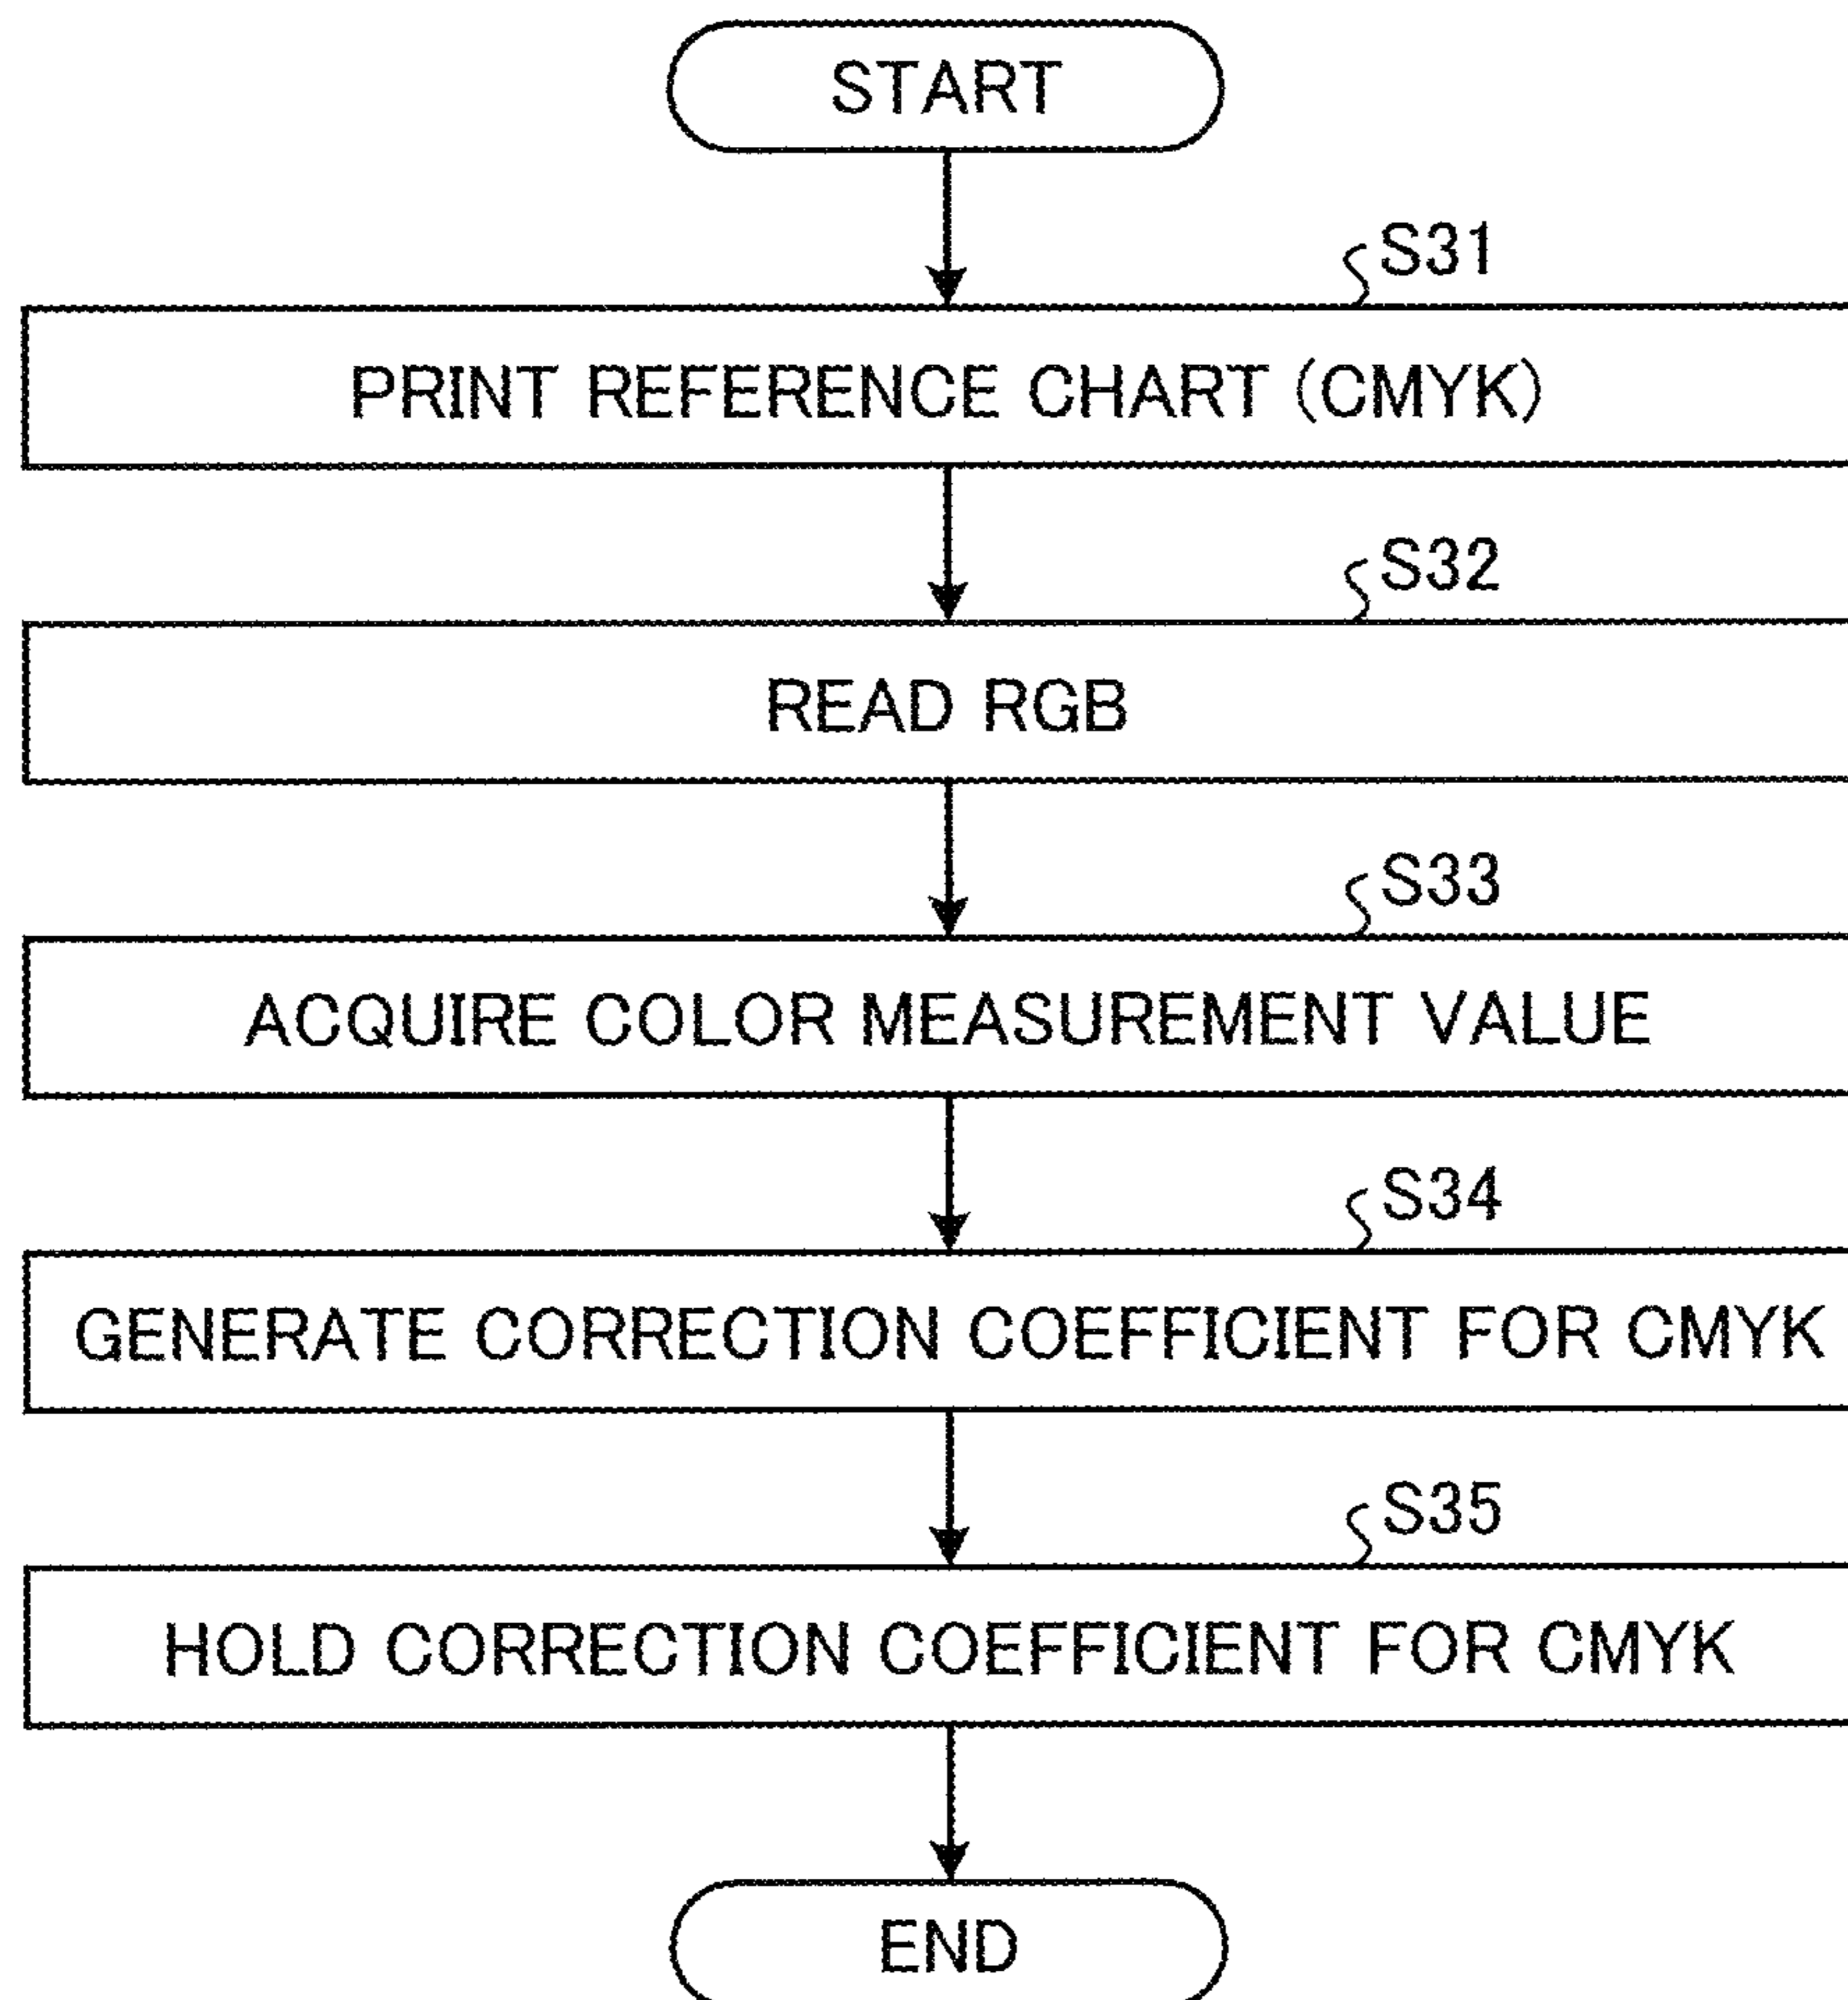 START
S31
PRINT REFERENCE CHART (CMYK)
S32
READ RGB
S33
ACQUIRE COLOR MEASUREMENT VALUE
S34
GENERATE CORRECTION COEFFICIENT FOR CMYK
S35
HOLD CORRECTION COEFFICIENT FOR CMYK
END